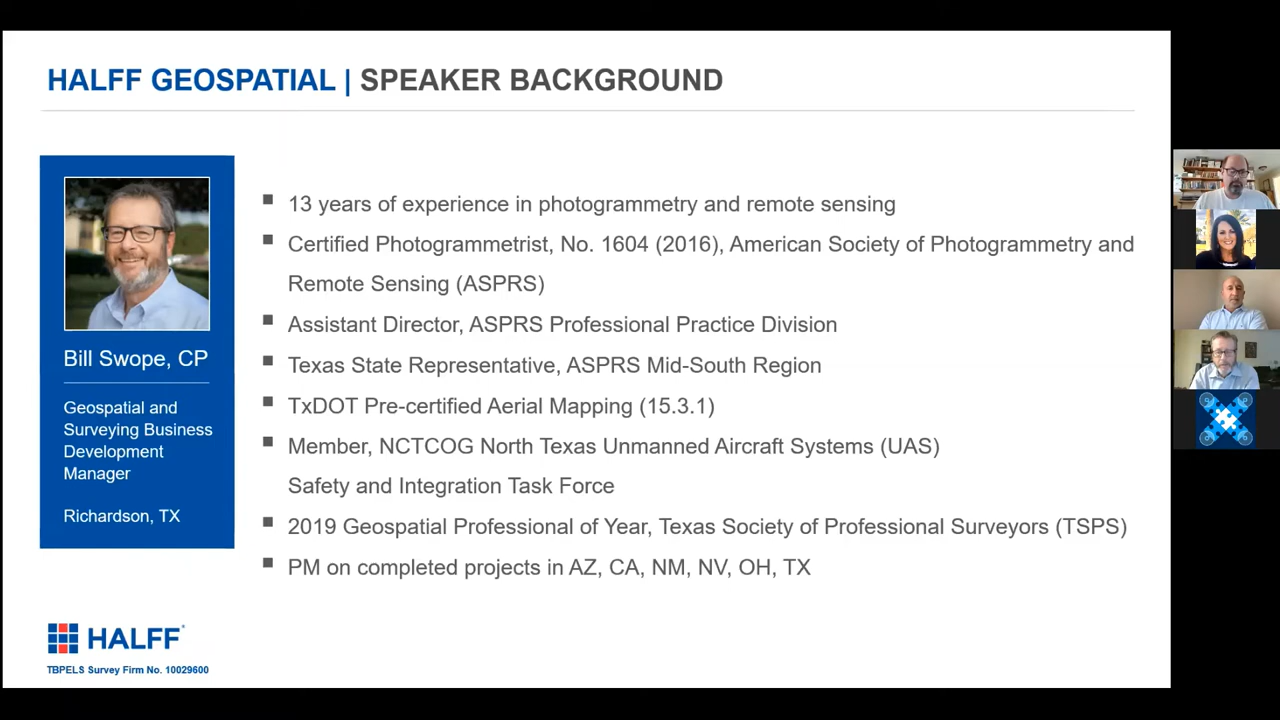 HALFF GEOSPATIAL | SPEAKER BACKGROUND
Bill Swope, CP
Geospatial and
Surveying Business
Development
Manager
Richardson, TX
■ 13 years of experience in photogrammetry and remote sensing
■ Certified Photogrammetrist, No. 1604 (2016), American Society of Photogrammetry and
Remote Sensing (ASPRS)
■ Assistant Director, ASPRS Professional Practice Division
■ Texas State Representative, ASPRS Mid-South Region
■ TxDOT Pre-certified Aerial Mapping (15.3.1)
■ Member, NCTCOG North Texas Unmanned Aircraft Systems (UAS)
Safety and Integration Task Force
■ 2019 Geospatial Professional of Year, Texas Society of Professional Surveyors (TSPS)
■ PM on completed projects in AZ, CA, NM, NV, OH, TX
HALFF
TBPELS Survey Firm No. 10029600